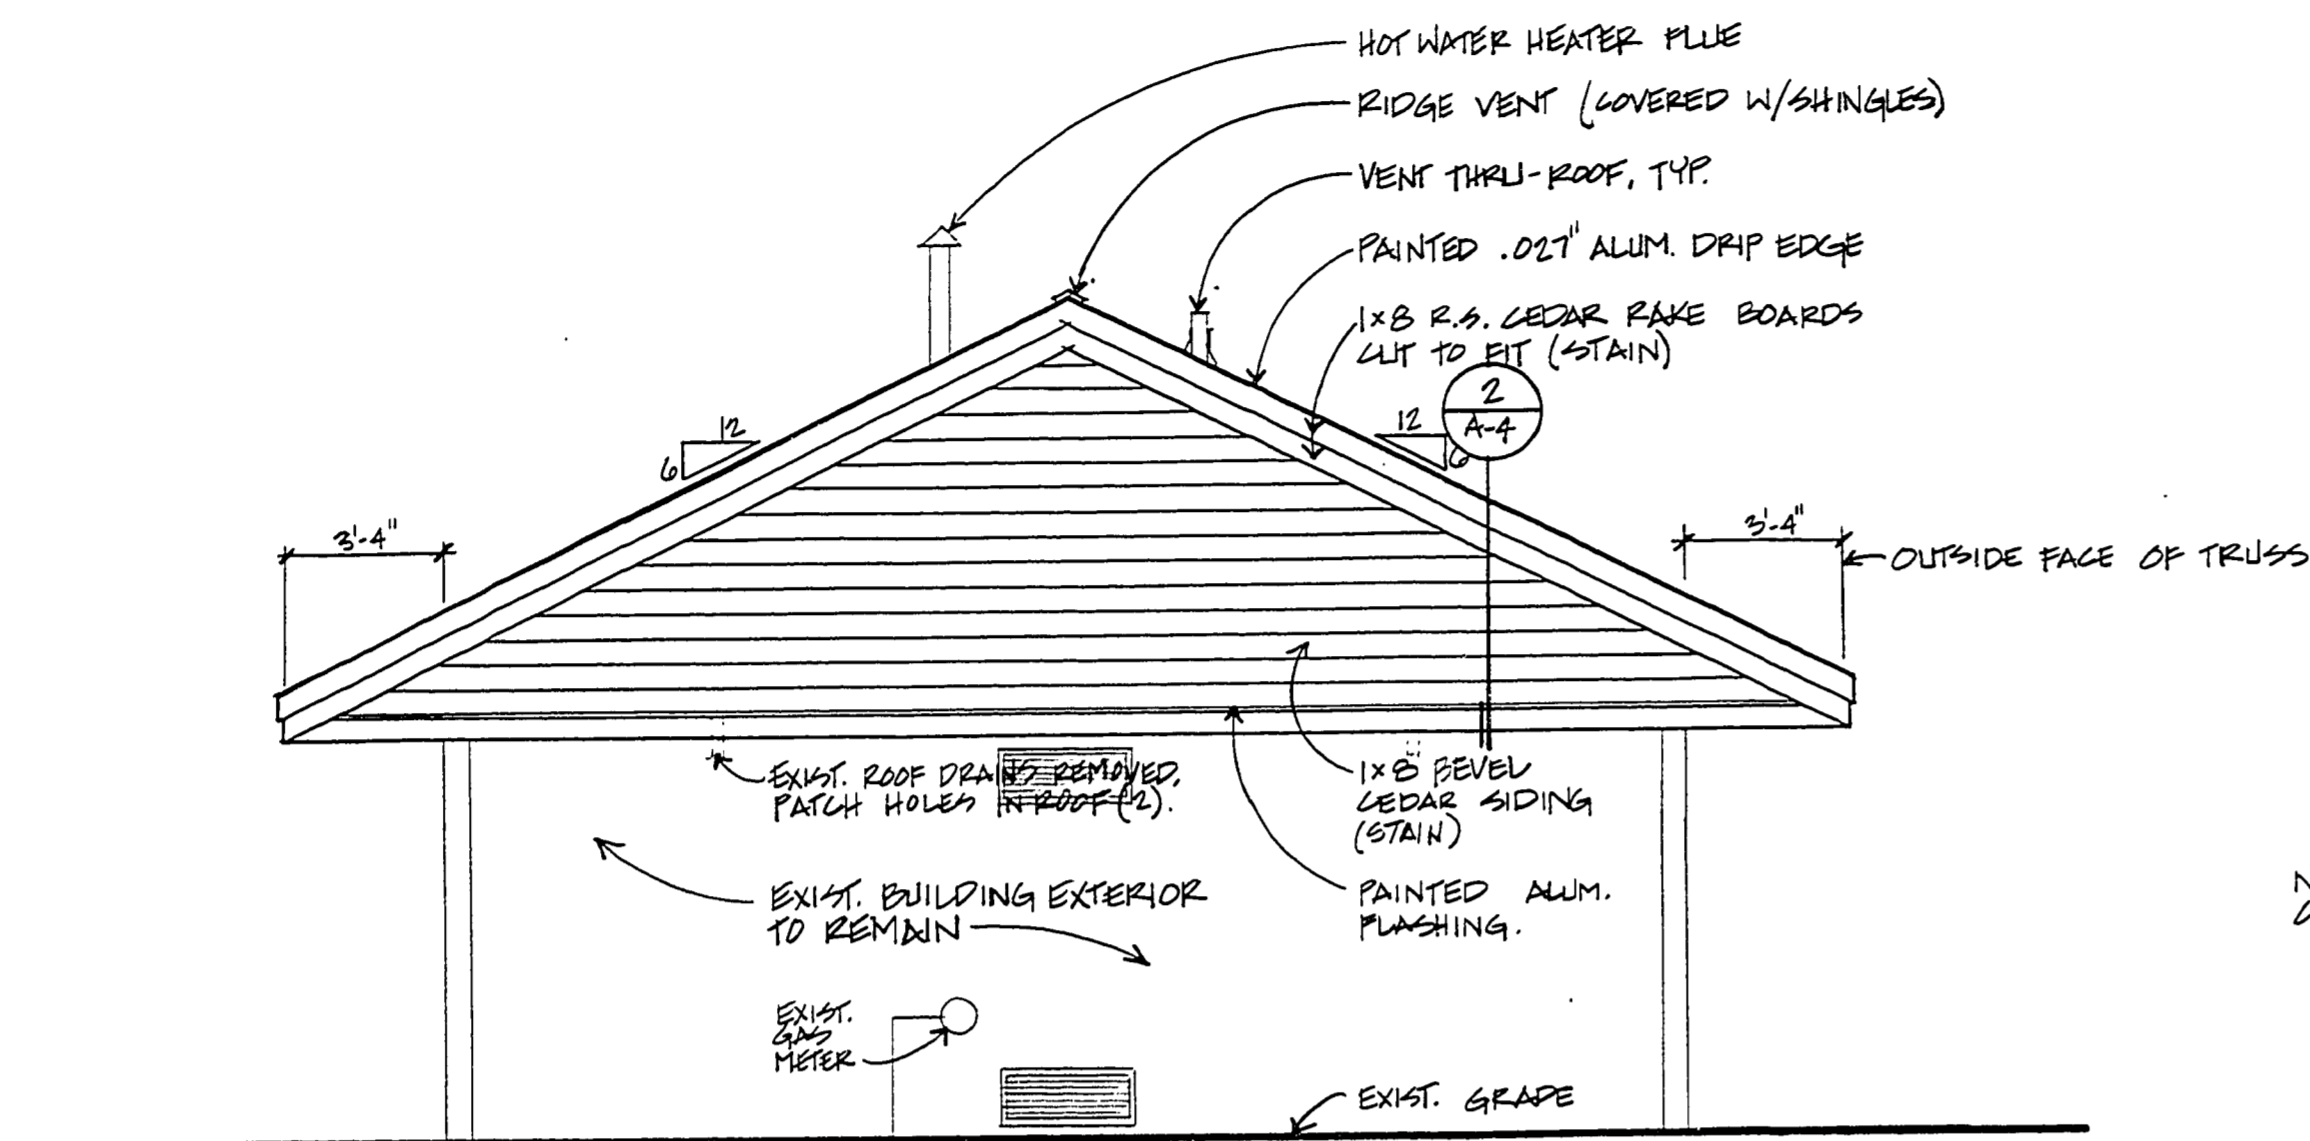 HOT WATER HEATER FLUE
RIDGE VENT (COVERED W/SHINGLES)
VENT THRU-ROOF, TYP.
PAINTED .027" ALUM. DRIP EDGE
1x8 R.S. CEDAR RAKE BOARDS
CUT TO FIT (STAIN)
2
A-4
12
6
12
6
3'-4"
3'-4"
OUTSIDE FACE OF TRUSS
EXIST. ROOF DRAINS REMOVED,
PATCH HOLES IN ROOF (2).
1x8" BEVEL
CEDAR SIDING
(STAIN)
EXIST. BUILDING EXTERIOR
TO REMAIN
PAINTED ALUM.
FLASHING.
EXIST.
GAS
METER
EXIST. GRADE